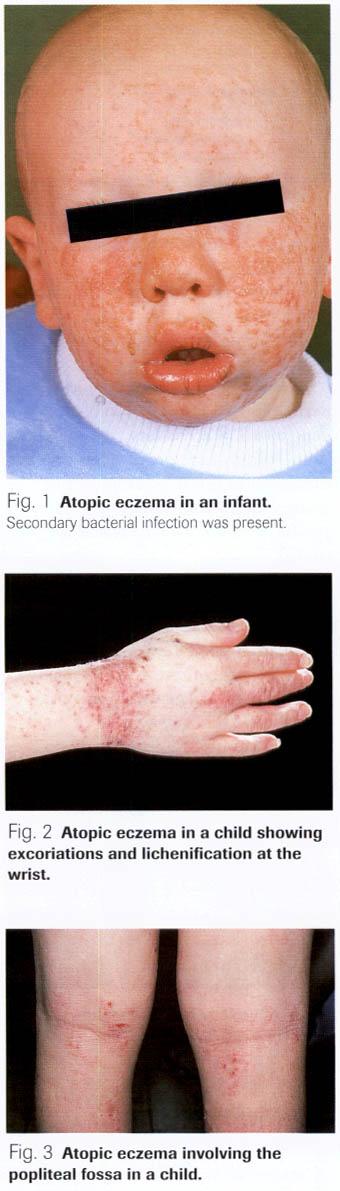 Fig. 1 Atopic eczema in an infant.
Secondary bacterial infection was present.
Fig. 2 Atopic eczema in a child showing
excoriations and lichenification at the
wrist.
Fig. 3 Atopic eczema involving the
popliteal fossa in a child.